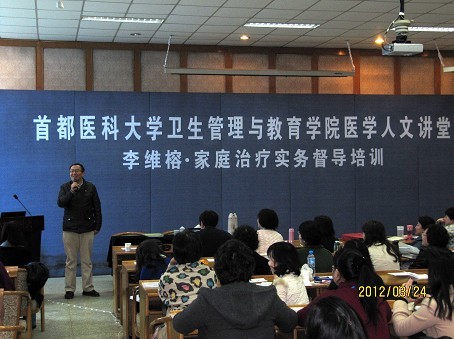 首都医科大学卫生管理与教育学院医学人文讲堂
李维榕·家庭治疗实务督导培训
2012/03/24